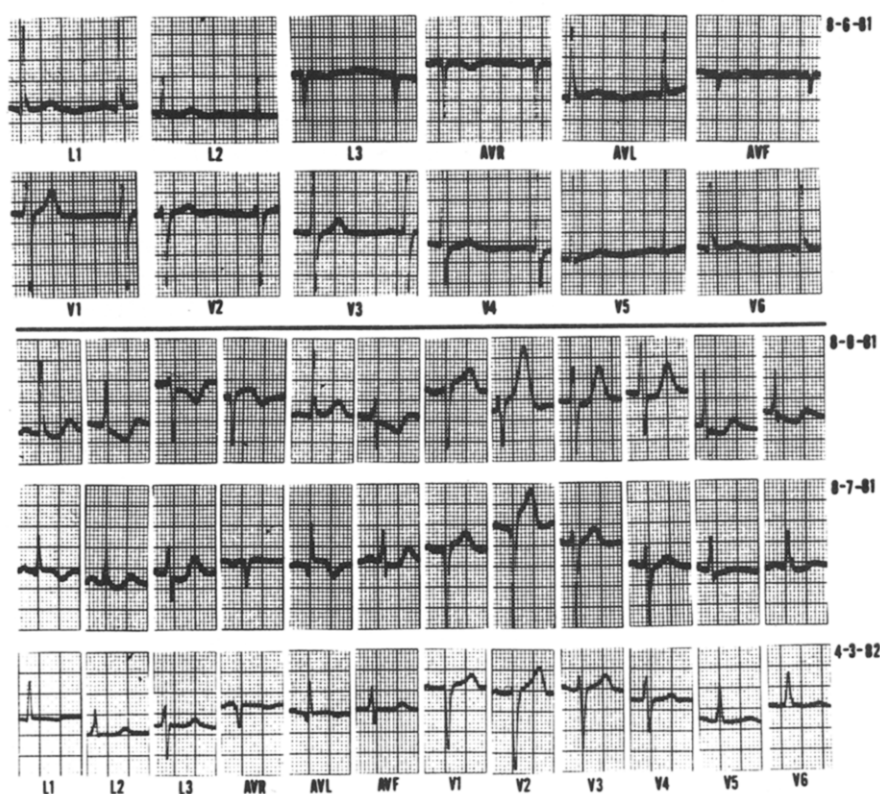 8-6-81
L1 L2 L3 AVR AVL AVF
V1 V2 V3 V4 V5 V6
8-8-81
8-7-81
4-3-82
L1 L2 L3 AVR AVL AVF V1 V2 V3 V4 V5 V6